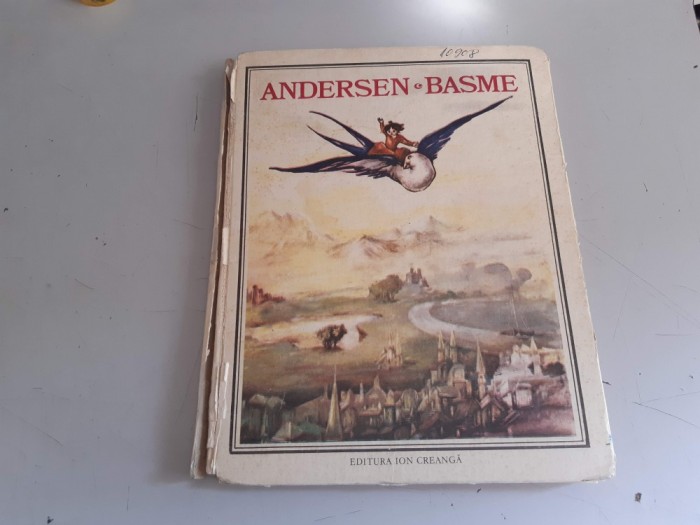 10908
ANDERSEN • BASME
EDITURA ION CREANGĂ